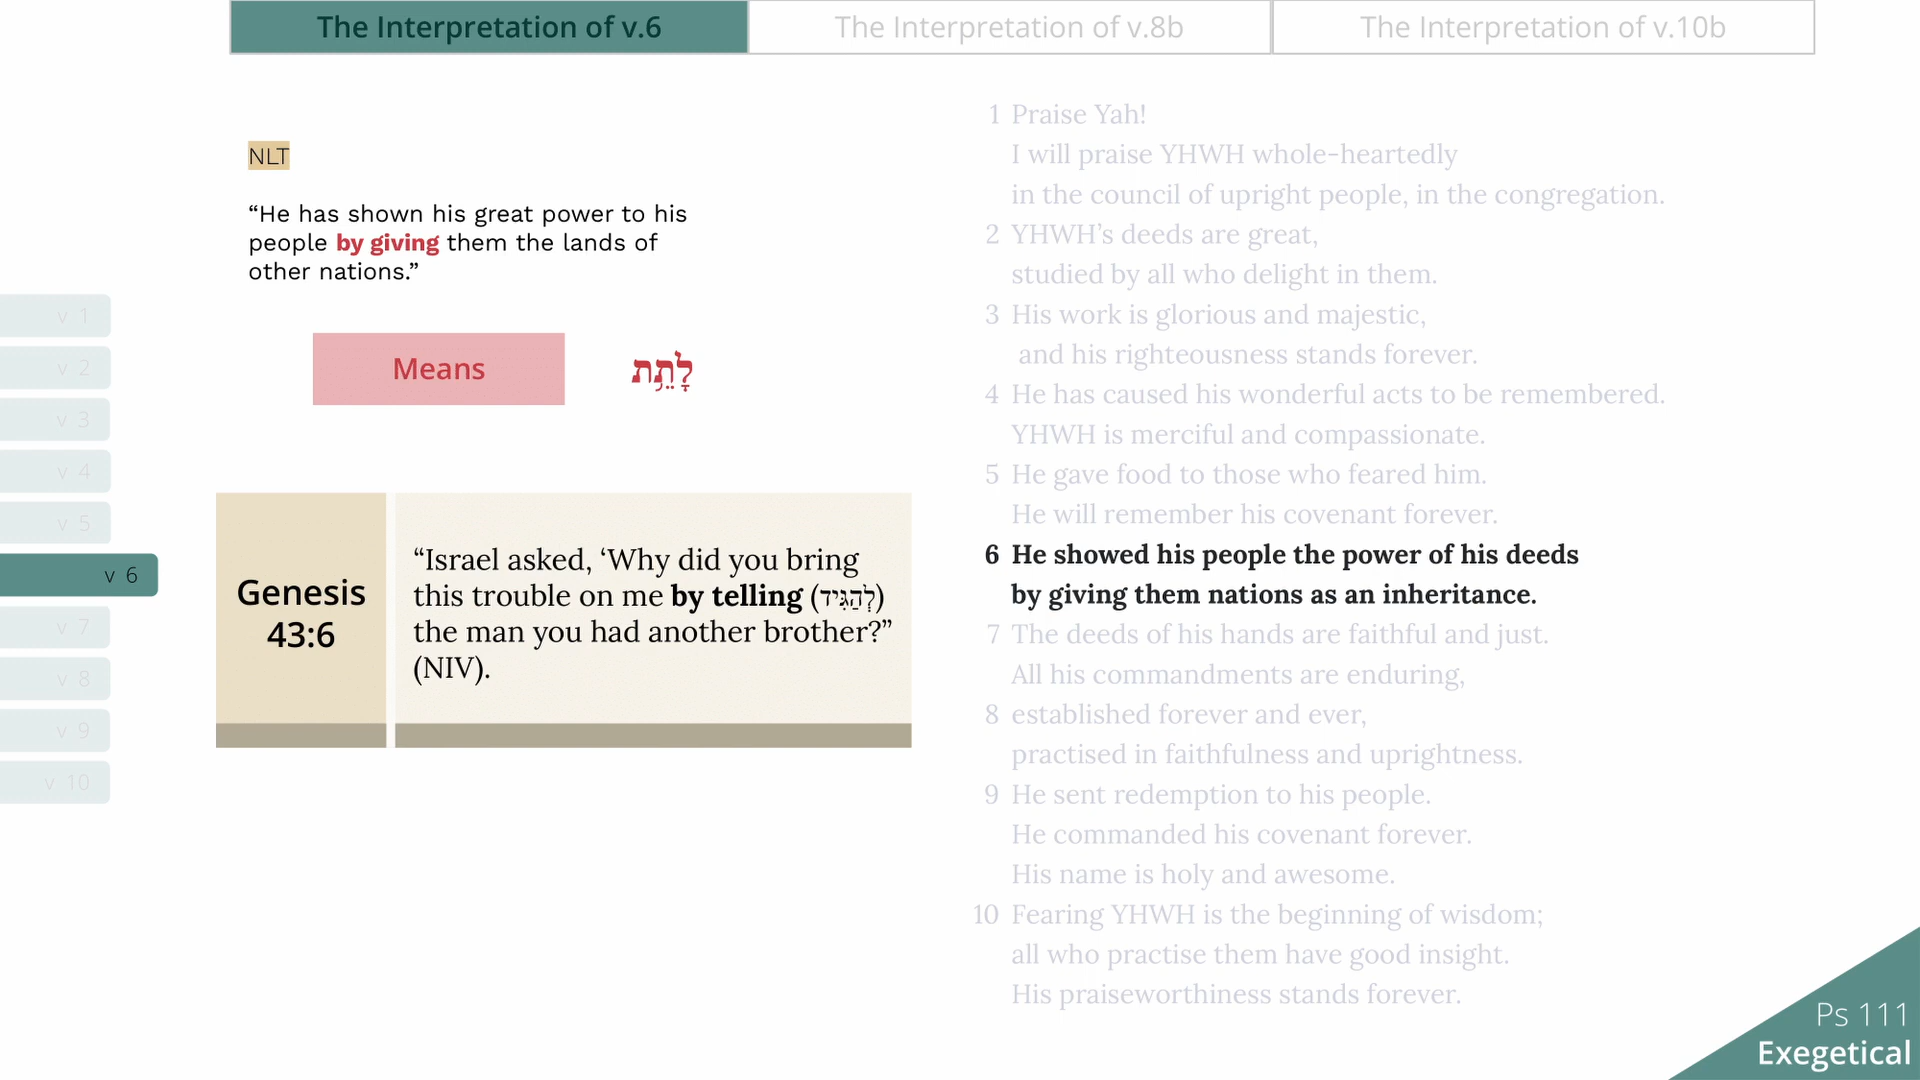 The Interpretation of v.6
The Interpretation of v.8b
The Interpretation of v.10b
NLT
“He has shown his great power to his
people by giving them the lands of
other nations.”
Means
לָתֵ֥ת
Genesis
43:6
“Israel asked, ‘Why did you bring
this trouble on me by telling (לְהַגִּיד)
the man you had another brother?”
(NIV).
v 1
v 2
v 3
v 4
v 5
v 6
v 7
v 8
v 9
v 10
1 Praise Yah!
I will praise YHWH whole-heartedly
in the council of upright people, in the congregation.
2 YHWH’s deeds are great,
studied by all who delight in them.
3 His work is glorious and majestic,
and his righteousness stands forever.
4 He has caused his wonderful acts to be remembered.
YHWH is merciful and compassionate.
5 He gave food to those who feared him.
He will remember his covenant forever.
6 He showed his people the power of his deeds
by giving them nations as an inheritance.
7 The deeds of his hands are faithful and just.
All his commandments are enduring,
8 established forever and ever,
practised in faithfulness and uprightness.
9 He sent redemption to his people.
He commanded his covenant forever.
His name is holy and awesome.
10 Fearing YHWH is the beginning of wisdom;
all who practise them have good insight.
His praiseworthiness stands forever.
Ps 111
Exegetical